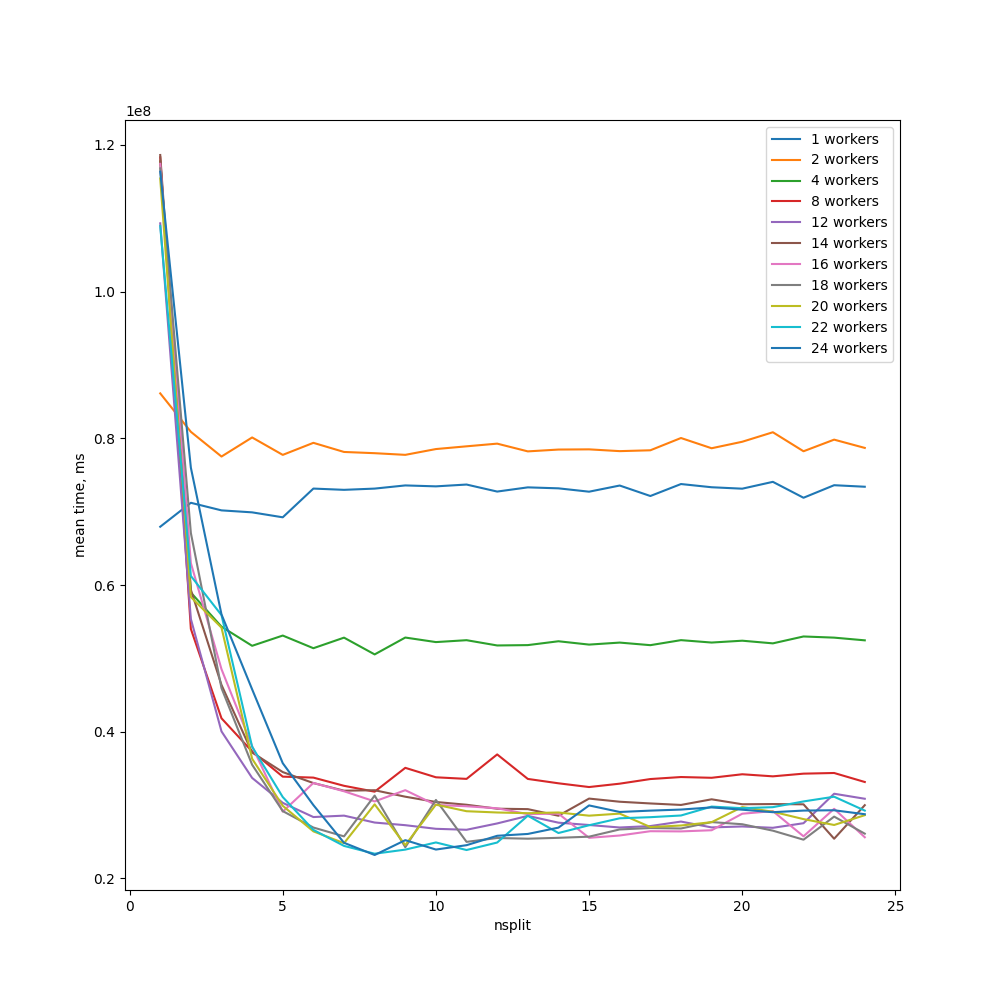 1e8
1.2
1.0
0.8
0.6
0.4
0.2
mean time, ms
0
5
10
15
20
25
nsplit
1 workers
2 workers
4 workers
8 workers
12 workers
14 workers
16 workers
18 workers
20 workers
22 workers
24 workers